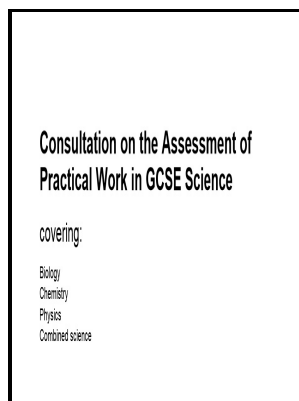 Consultation on the Assessment of
Practical Work in GCSE Science
covering:
Biology
Chemistry
Physics
Combined science